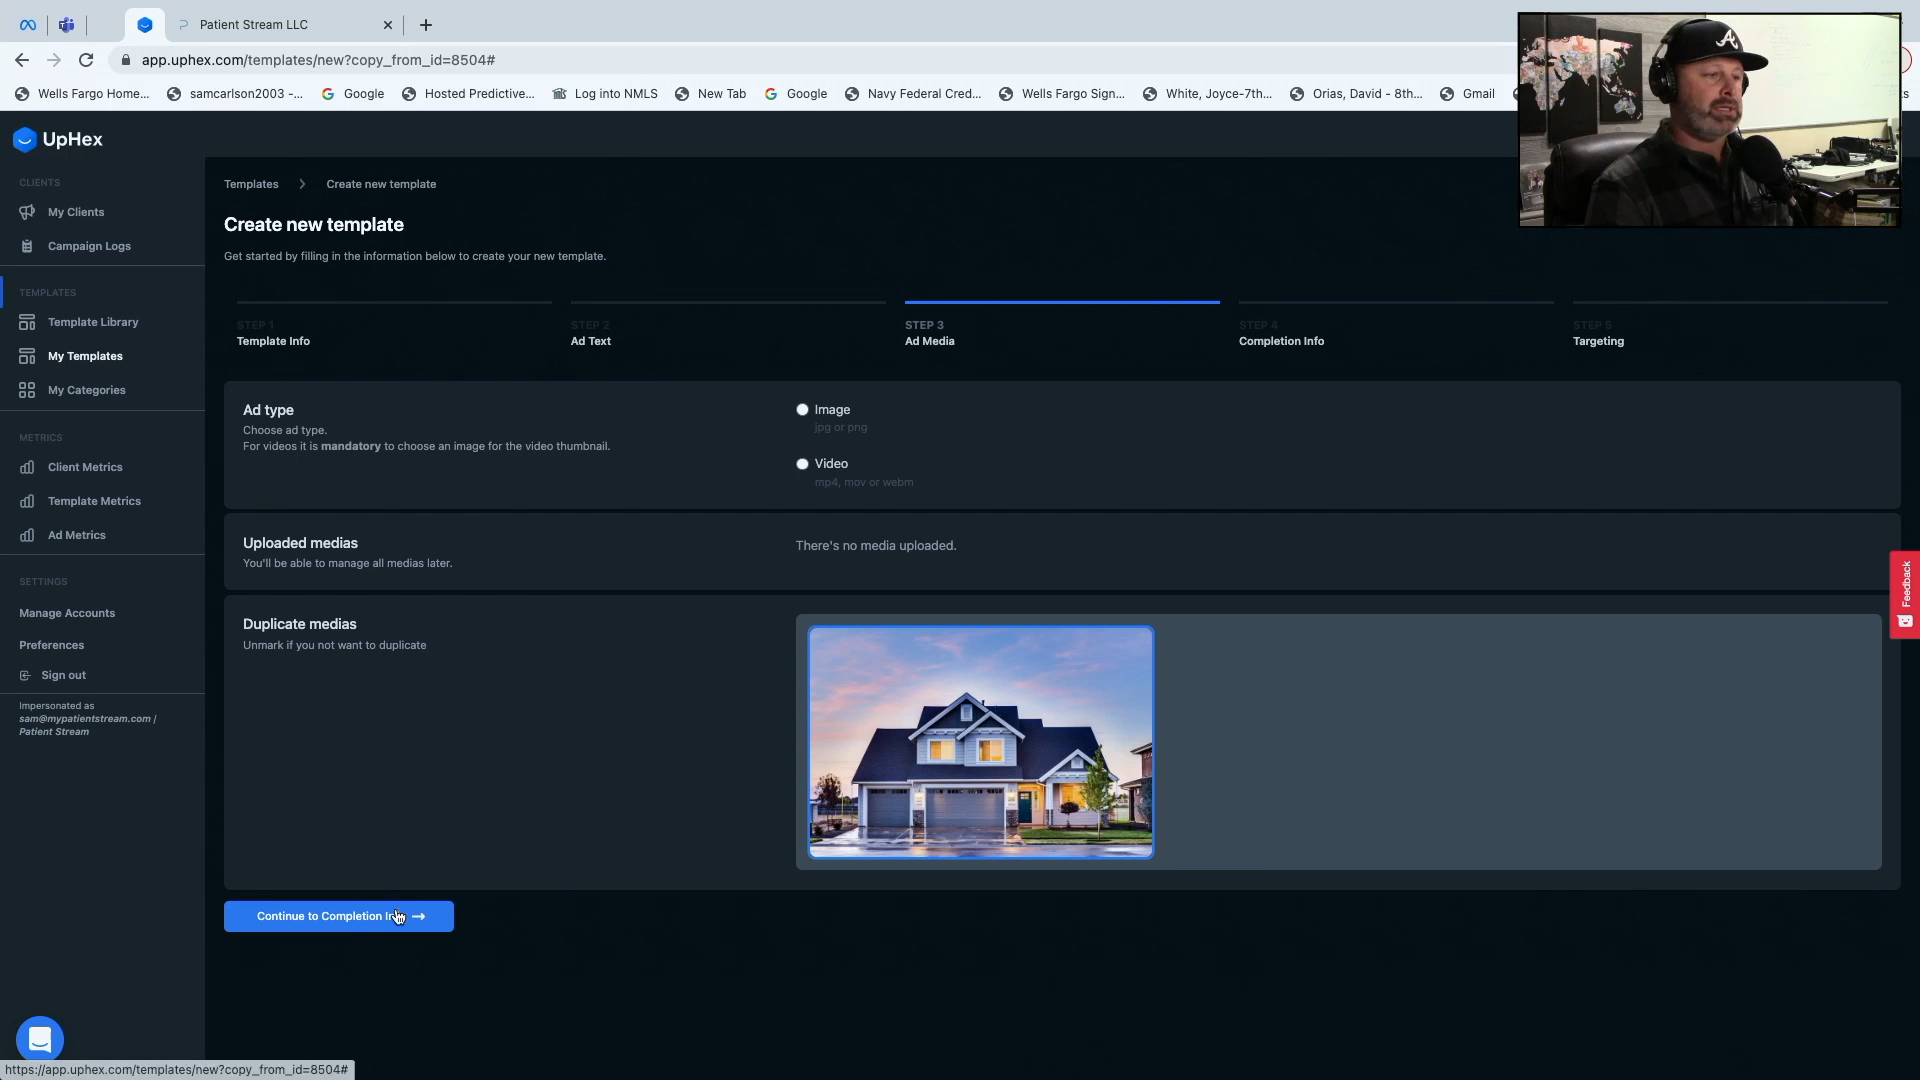 Patient Stream LLC
app.uphex.com/templates/new?copy_from_id=8504#
Wells Fargo Home... samcarlson2003 -... Google Hosted Predictive... Log into NMLS New Tab Google Navy Federal Cred... Wells Fargo Sign... White, Joyce-7th... Orias, David - 8th... Gmail
UpHex
CLIENTS
My Clients
Campaign Logs
TEMPLATES
Template Library
My Templates
My Categories
METRICS
Client Metrics
Template Metrics
Ad Metrics
SETTINGS
Manage Accounts
Preferences
Sign out
Impersonated as
sam@mypatientstream.com /
Patient Stream
Templates > Create new template
Create new template
Get started by filling in the information below to create your new template.
STEP 1
Template Info
STEP 2
Ad Text
STEP 3
Ad Media
STEP 4
Completion Info
STEP 5
Targeting
Ad type
Choose ad type.
For videos it is mandatory to choose an image for the video thumbnail.
Image
jpg or png
Video
mp4, mov or webm
Uploaded medias
You'll be able to manage all medias later.
There's no media uploaded.
Duplicate medias
Unmark if you not want to duplicate
Continue to Completion
Feedback
https://app.uphex.com/templates/new?copy_from_id=8504#